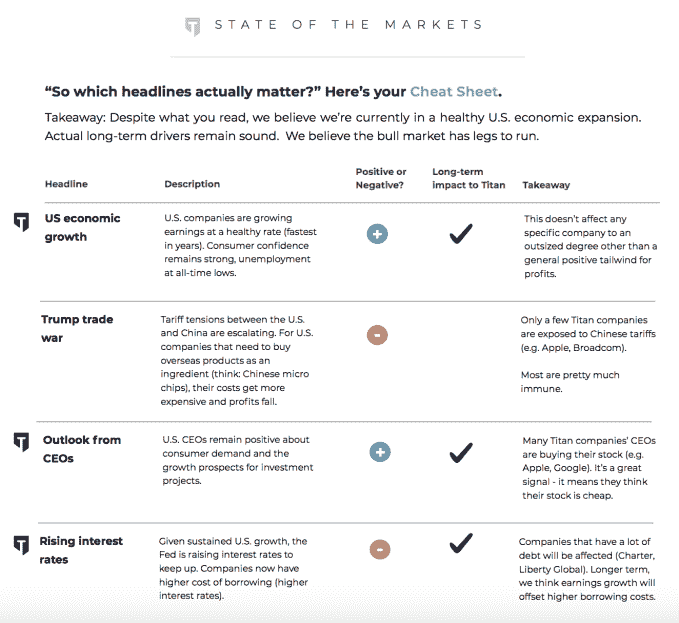 STATE OF THE MARKETS
“So which headlines actually matter?” Here’s your Cheat Sheet.
Takeaway: Despite what you read, we believe we’re currently in a healthy U.S. economic expansion.
Actual long-term drivers remain sound. We believe the bull market has legs to run.
Headline
Description
Positive or
Negative?
Long-term
impact to Titan
Takeaway
US economic
growth
U.S. companies are growing
earnings at a healthy rate (fastest
in years). Consumer confidence
remains strong, unemployment
at all-time lows.
+
This doesn’t affect any
specific company to an
outsized degree other than a
general positive tailwind for
profits.
Trump trade
war
Tariff tensions between the U.S.
and China are escalating. For U.S.
companies that need to buy
overseas products as an
ingredient (think: Chinese micro
chips), their costs get more
expensive and profits fall.
-
Only a few Titan companies
are exposed to Chinese tariffs
(e.g. Apple, Broadcom).
Most are pretty much
immune.
Outlook from
CEOs
U.S. CEOs remain positive about
consumer demand and the
growth prospects for investment
projects.
+
Many Titan companies’ CEOs
are buying their stock (e.g.
Apple, Google). It’s a great
signal - it means they think
their stock is cheap.
Rising interest
rates
Given sustained U.S. growth, the
Fed is raising interest rates to
keep up. Companies now have
higher cost of borrowing (higher
interest rates).
-
Companies that have a lot of
debt will be affected (Charter,
Liberty Global). Longer term,
we think earnings growth will
offset higher borrowing costs.